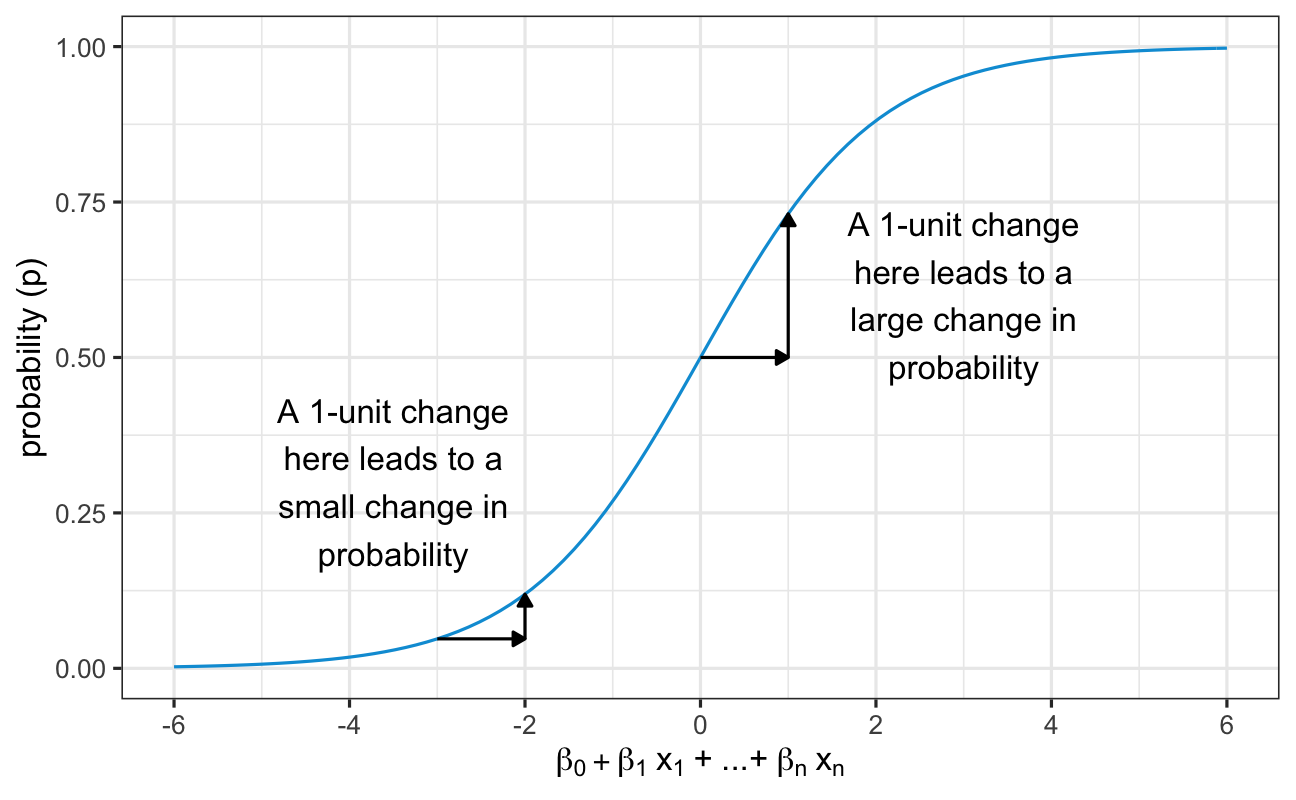 1.00
0.75
0.50
0.25
0.00
probability (p)
A 1-unit change
here leads to a
large change in
probability
A 1-unit change
here leads to a
small change in
probability
-6 -4 -2 0 2 4 6
β₀ + β₁ x₁ + ...+ βₙ xₙ